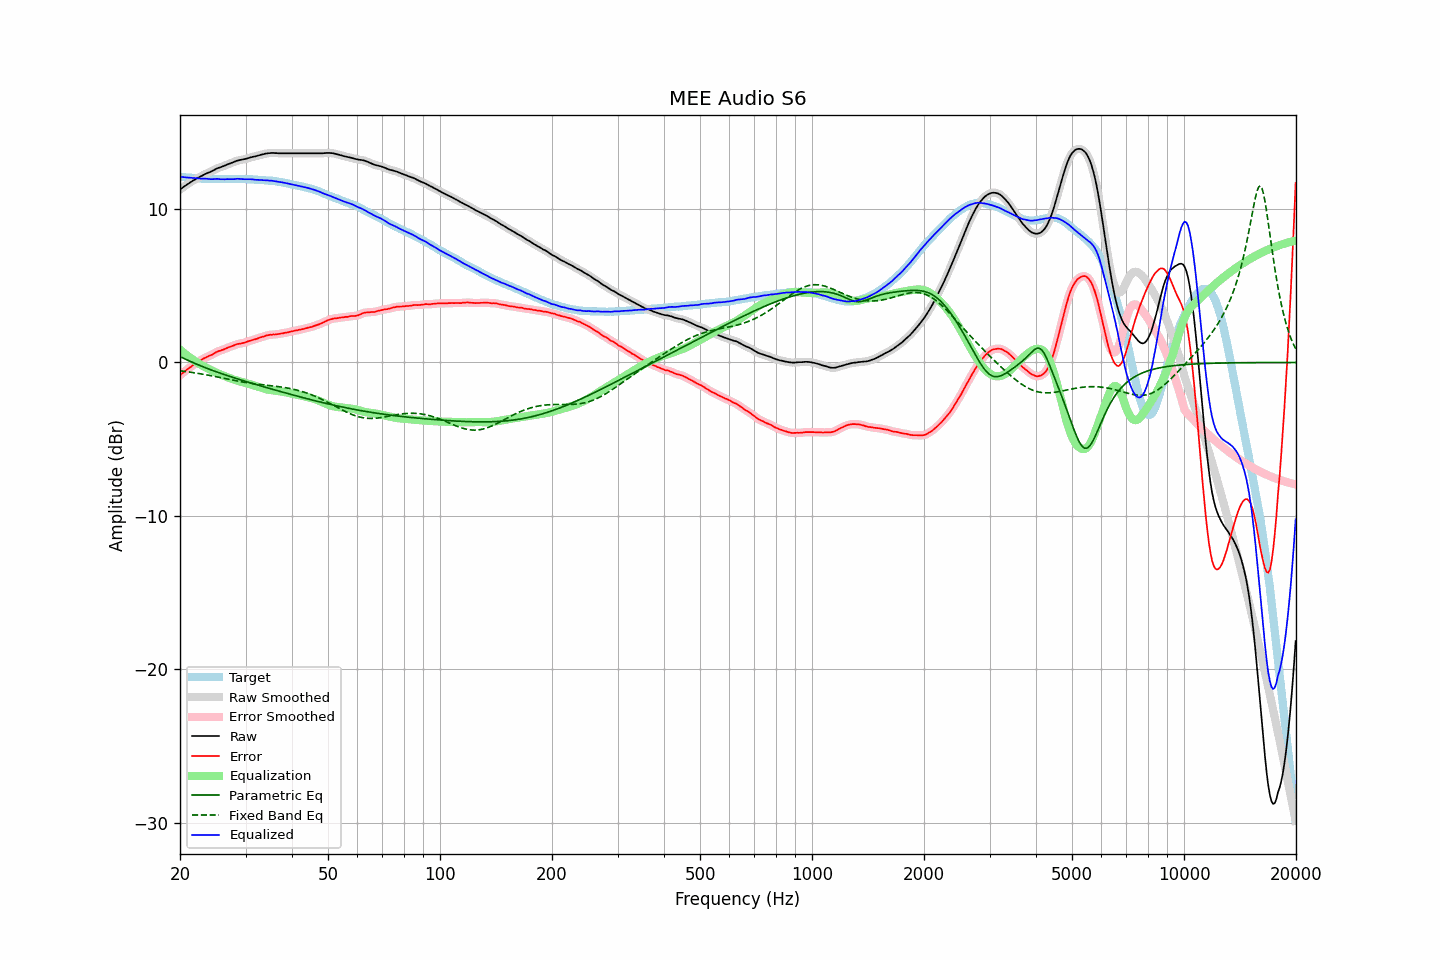 MEE Audio S6
Amplitude (dBr)
10
0
−10
−20
−30
Target
Raw Smoothed
Error Smoothed
Raw
Error
Equalization
Parametric Eq
Fixed Band Eq
Equalized
20 50 100 200 500 1000 2000 5000 10000 20000
Frequency (Hz)